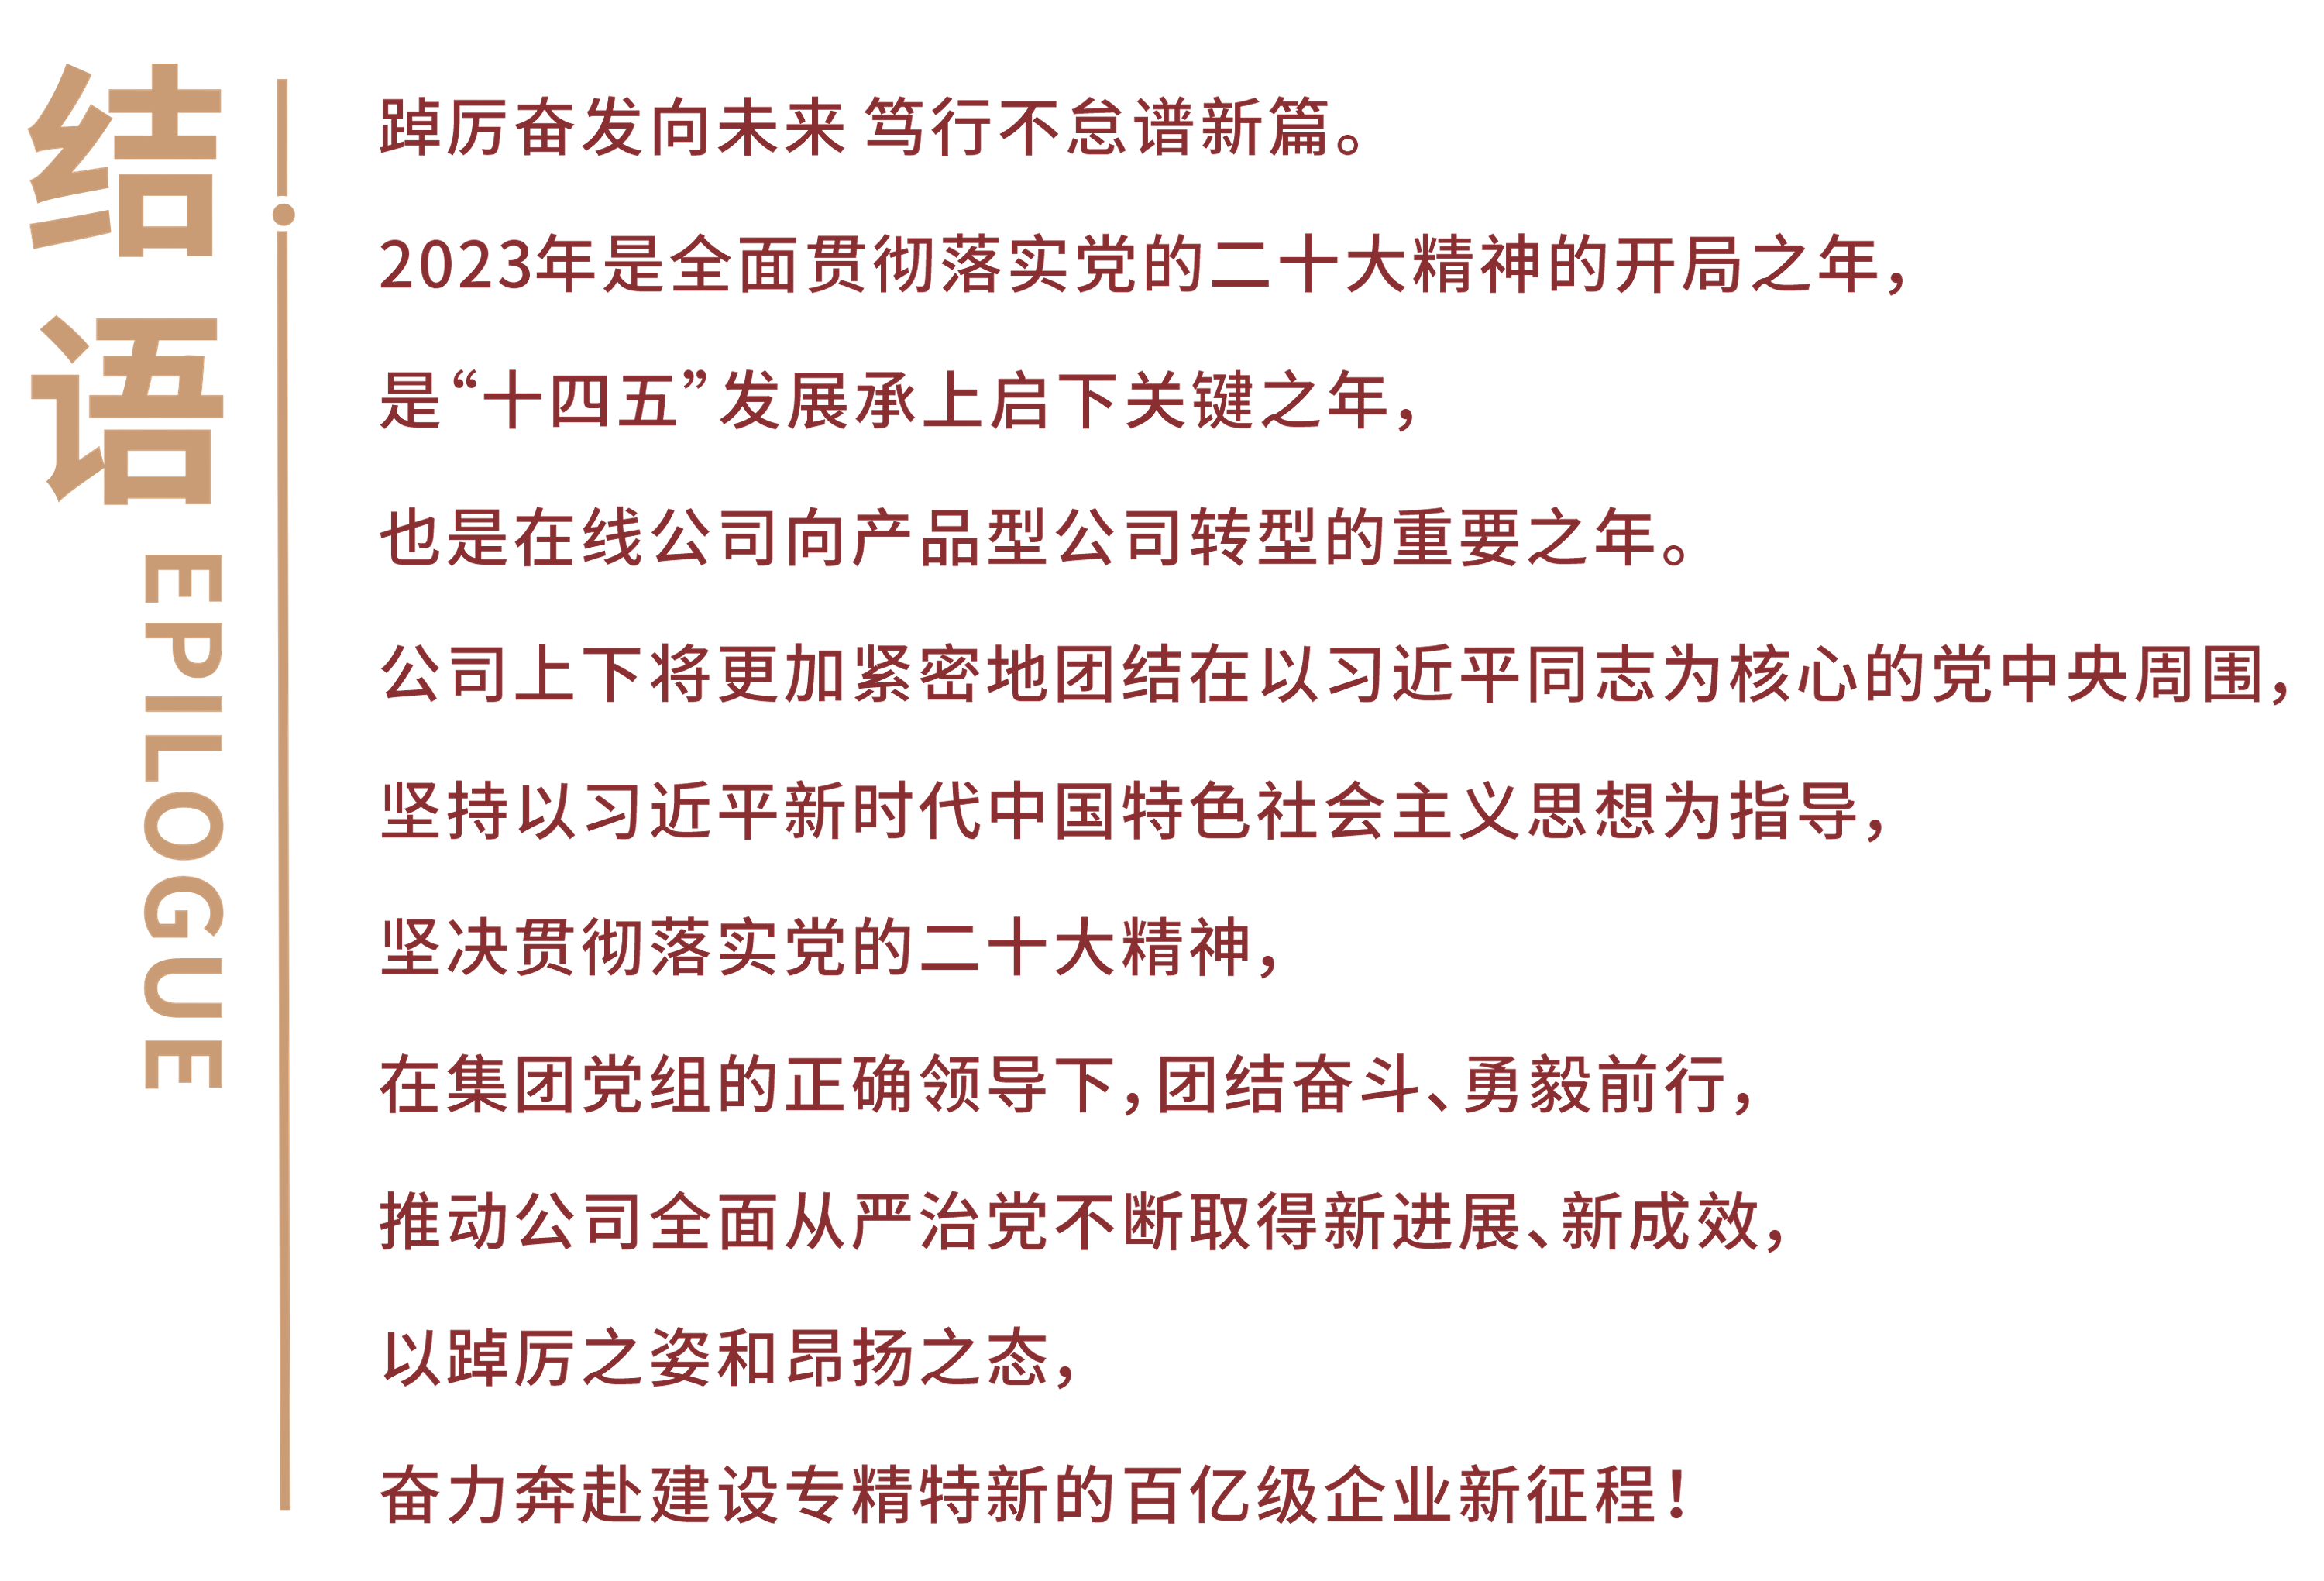 结语
EPILOGUE
踔厉奋发向未来 笃行不怠谱新篇。
2023年是全面贯彻落实党的二十大精神的开局之年，
是“十四五”发展承上启下关键之年，
也是在线公司向产品型公司转型的重要之年。
公司上下将更加紧密地团结在以习近平同志为核心的党中央周围，
坚持以习近平新时代中国特色社会主义思想为指导，
坚决贯彻落实党的二十大精神，
在集团党组的正确领导下，团结奋斗、勇毅前行，
推动公司全面从严治党不断取得新进展、新成效，
以踔厉之姿和昂扬之态，
奋力奔赴建设专精特新的百亿级企业新征程！